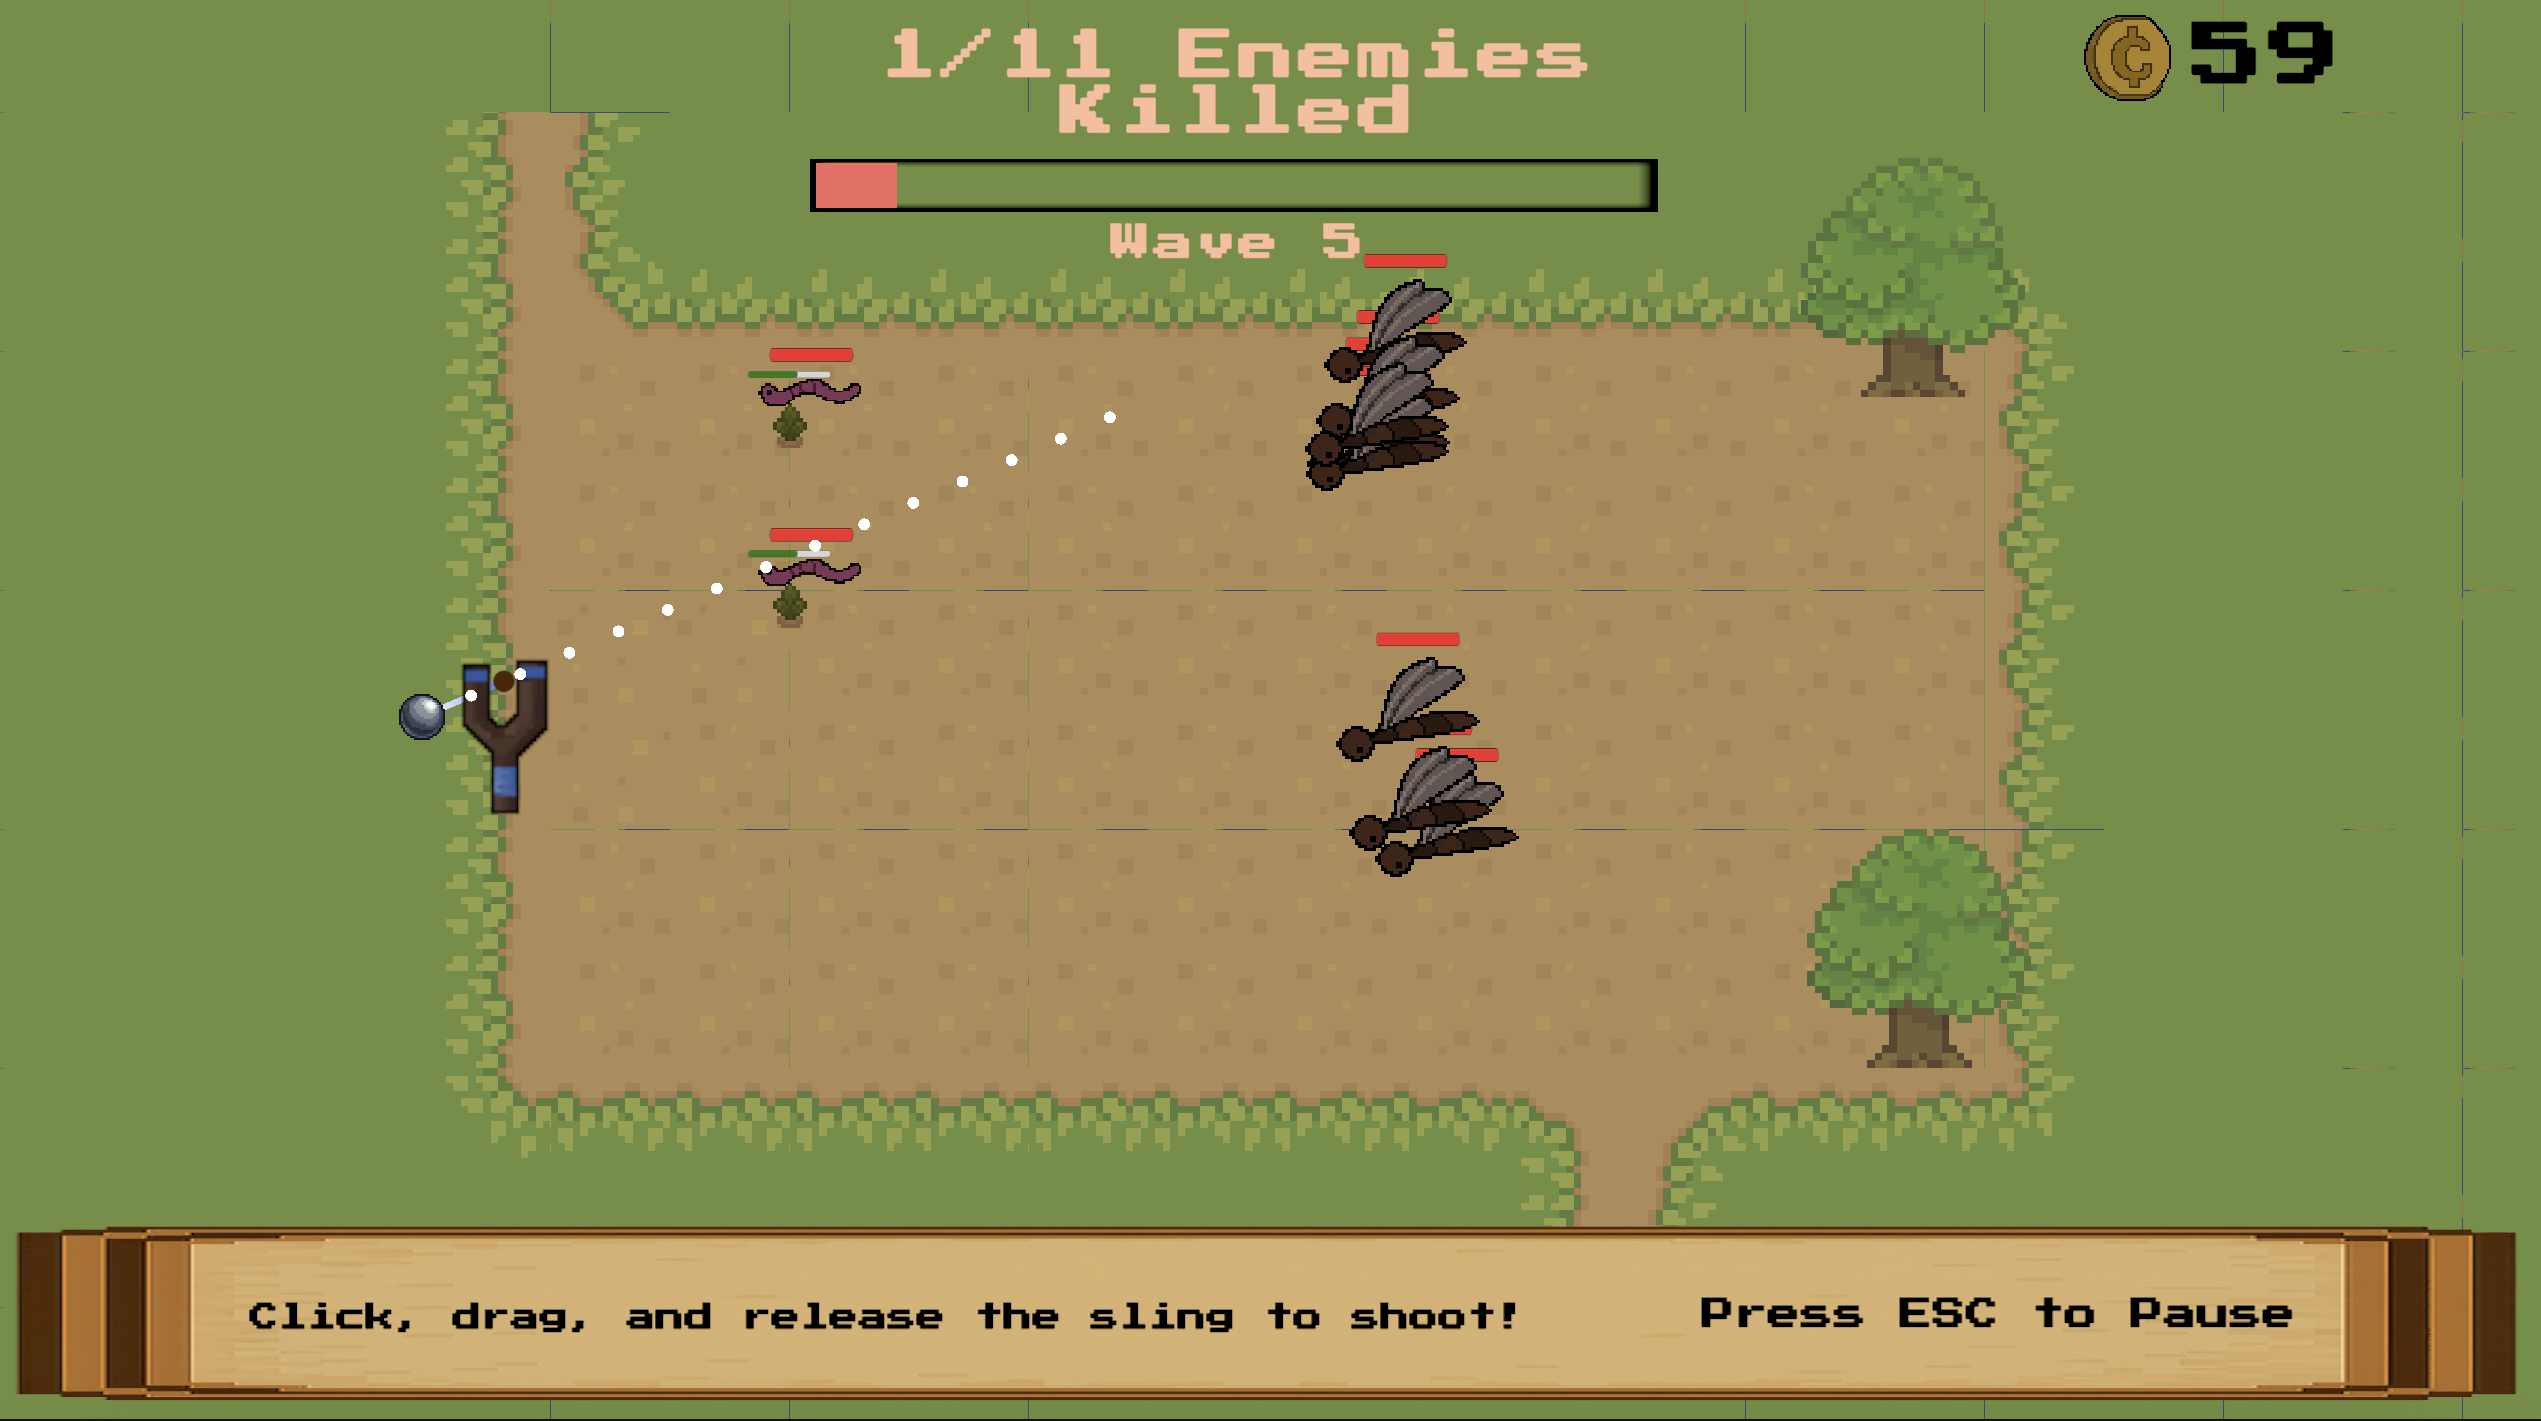 1/11 Enemies
Killed
59
Wave 5
Click, drag, and release the sling to shoot!
Press ESC to Pause